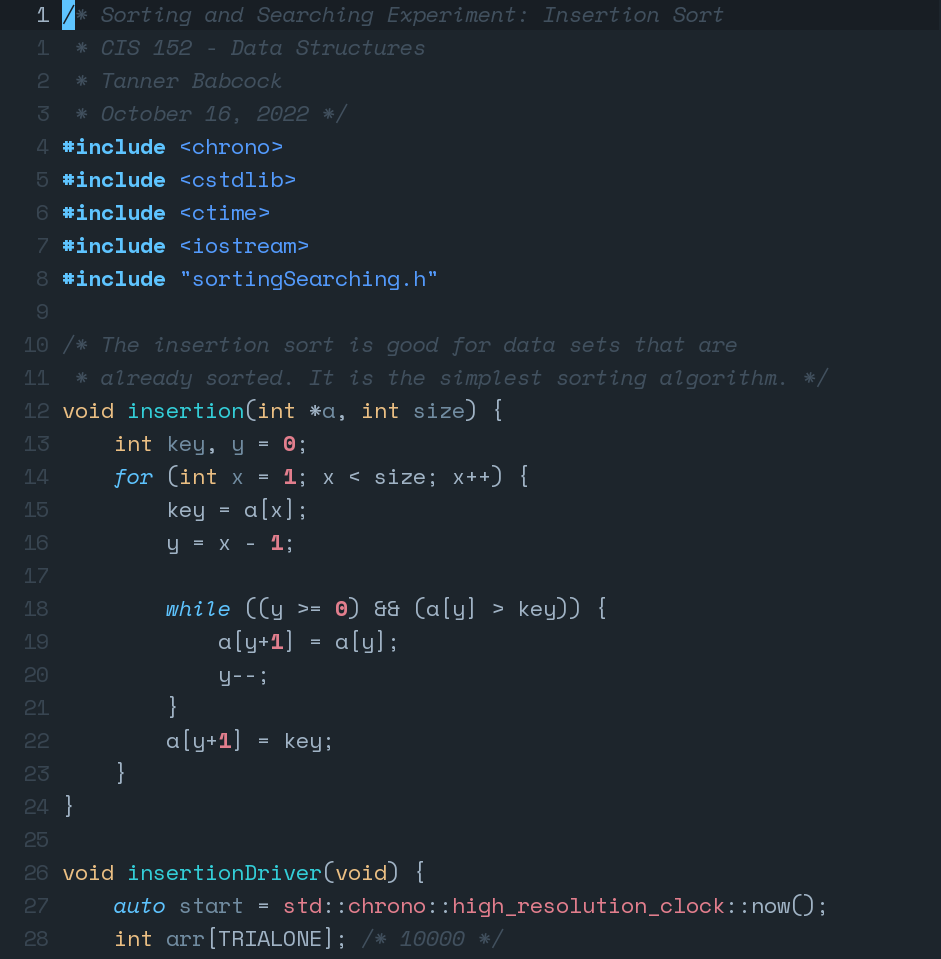 1 /* Sorting and Searching Experiment: Insertion Sort
1  * CIS 152 - Data Structures
2  * Tanner Babcock
3  * October 16, 2022 */
4 #include <chrono>
5 #include <cstdlib>
6 #include <ctime>
7 #include <iostream>
8 #include "sortingSearching.h"
9
10 /* The insertion sort is good for data sets that are
11  * already sorted. It is the simplest sorting algorithm. */
12 void insertion(int *a, int size) {
13     int key, y = 0;
14     for (int x = 1; x < size; x++) {
15         key = a[x];
16         y = x - 1;
17
18         while ((y >= 0) && (a[y] > key)) {
19             a[y+1] = a[y];
20             y--;
21         }
22         a[y+1] = key;
23     }
24 }
25
26 void insertionDriver(void) {
27     auto start = std::chrono::high_resolution_clock::now();
28     int arr[TRIALONE]; /* 10000 */